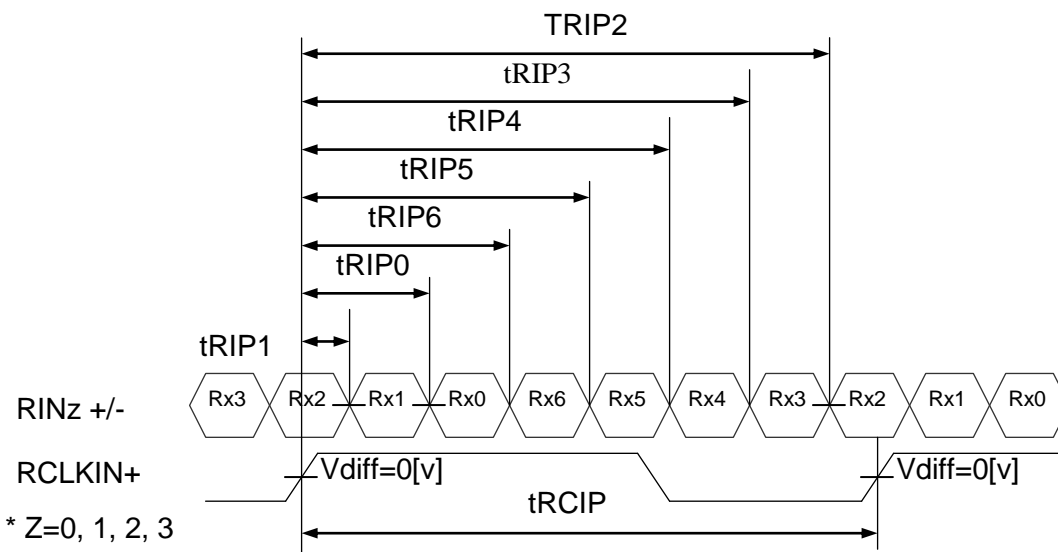 TRIP2
tRIP3
tRIP4
tRIP5
tRIP6
tRIP0
tRIP1
RINz +/- Rx3 Rx2 Rx1 Rx0 Rx6 Rx5 Rx4 Rx3 Rx2 Rx1 Rx0
RCLKIN+ Vdiff=0[v] Vdiff=0[v]
tRCIP
* Z=0, 1, 2, 3